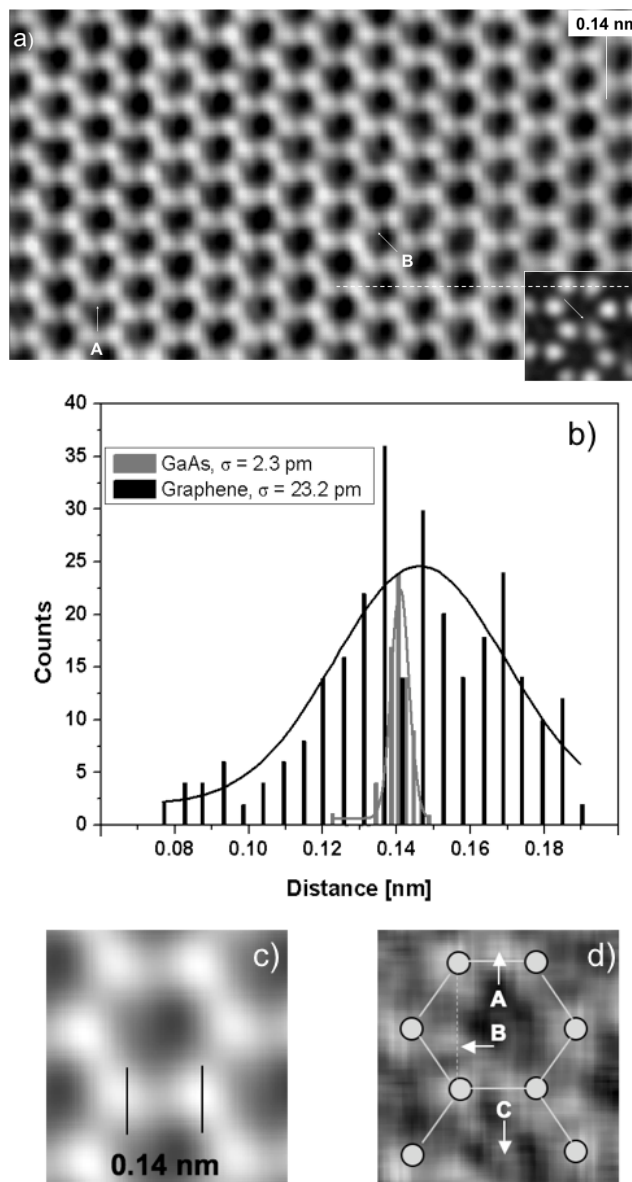 a)
0.14 nm
B
A
b)
GaAs, σ = 2.3 pm
Graphene, σ = 23.2 pm
40
35
30
25
20
15
10
5
0
Counts
0.08 0.10 0.12 0.14 0.16 0.18
Distance [nm]
c)
0.14 nm
d)
A
B
C